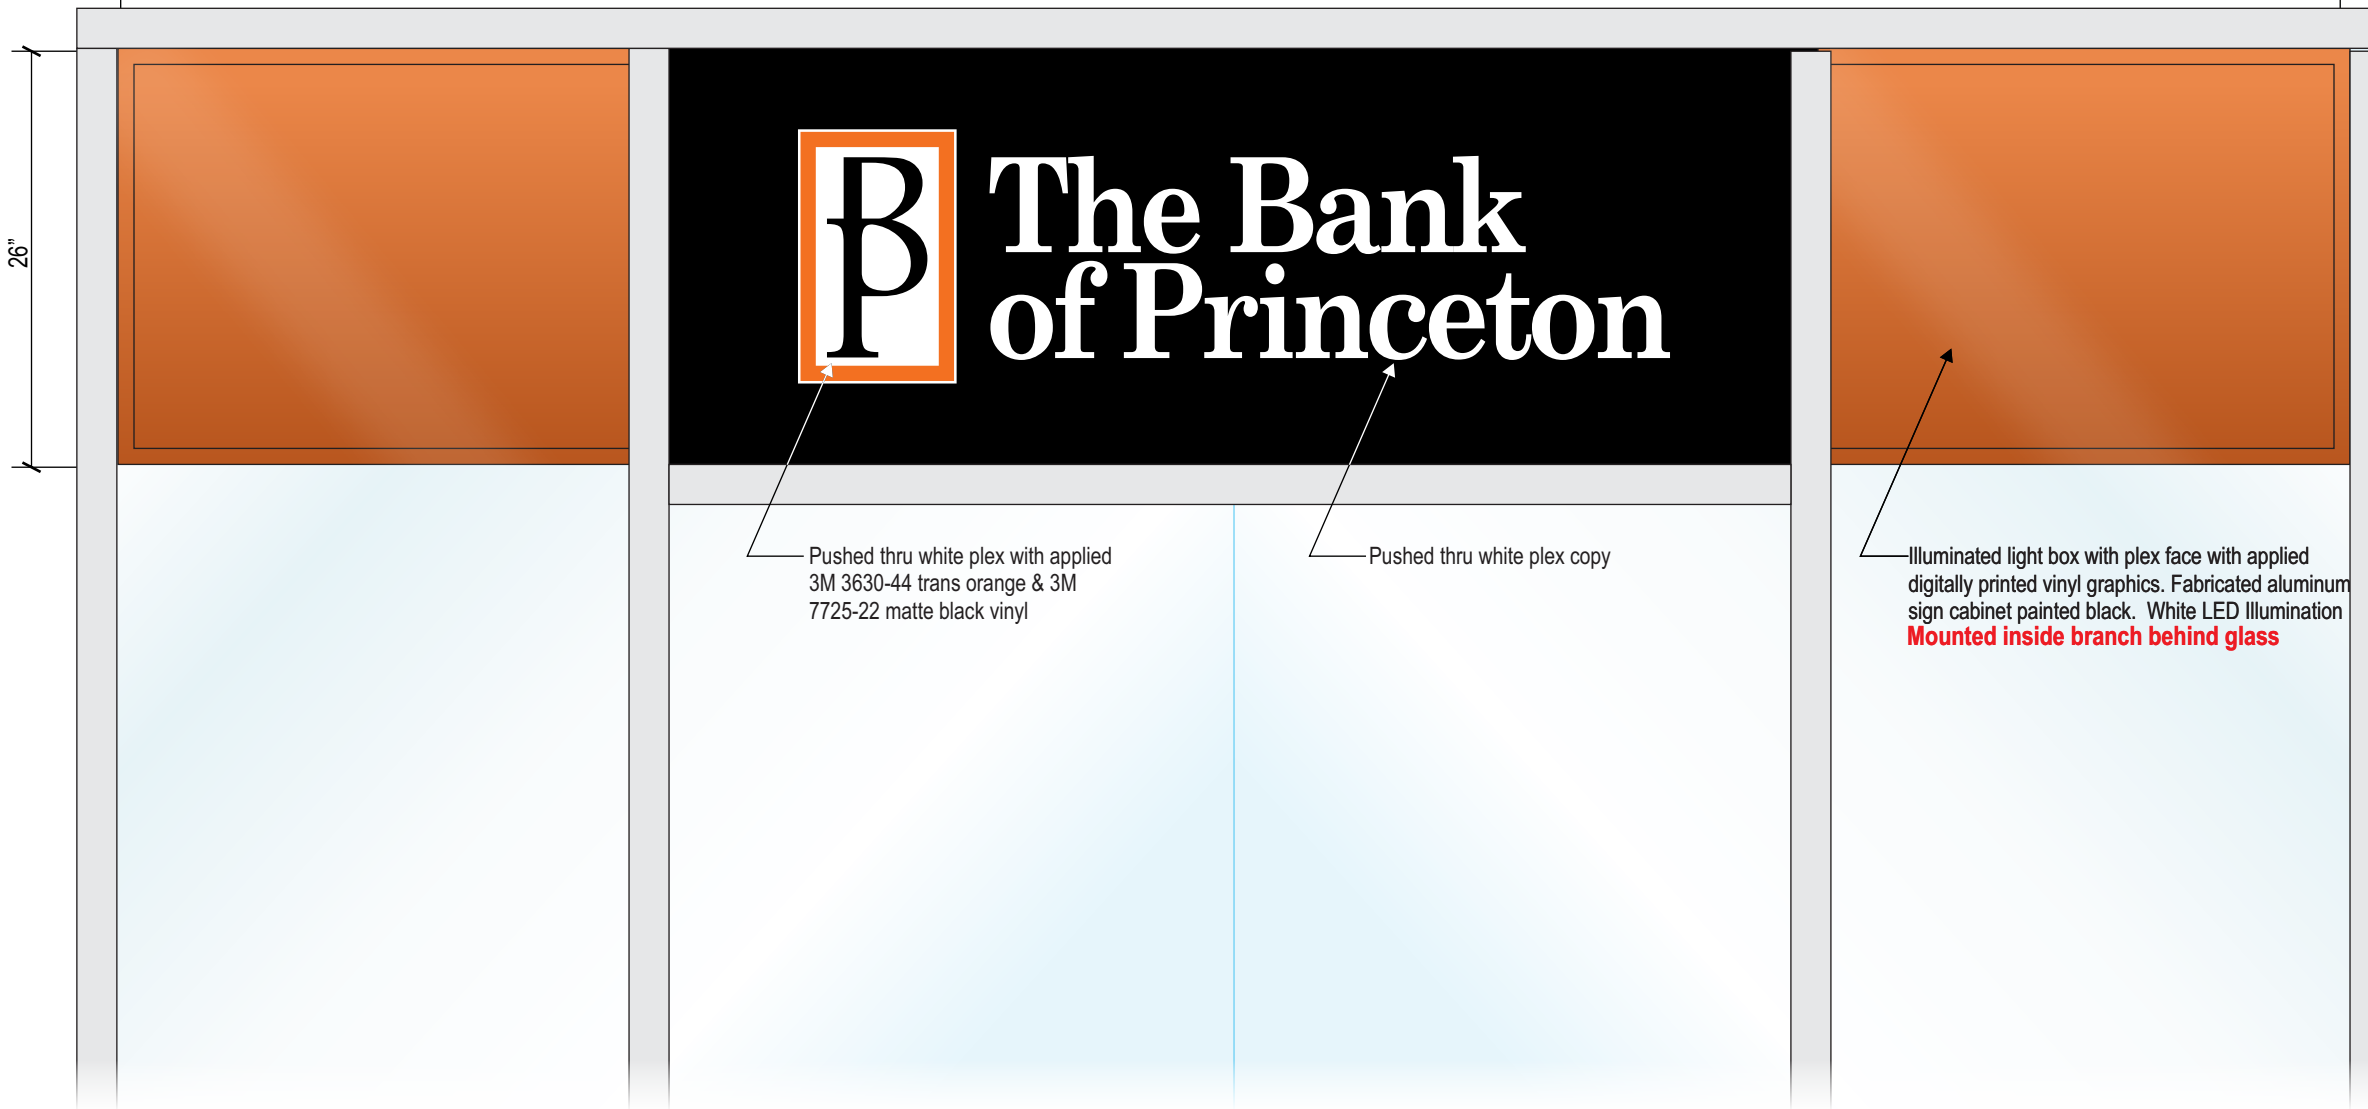 26”
BP
The Bank
of Princeton
Pushed thru white plex with applied
3M 3630-44 trans orange & 3M
7725-22 matte black vinyl
Pushed thru white plex copy
Illuminated light box with plex face with applied
digitally printed vinyl graphics. Fabricated aluminum
sign cabinet painted black.  White LED Illumination
Mounted inside branch behind glass